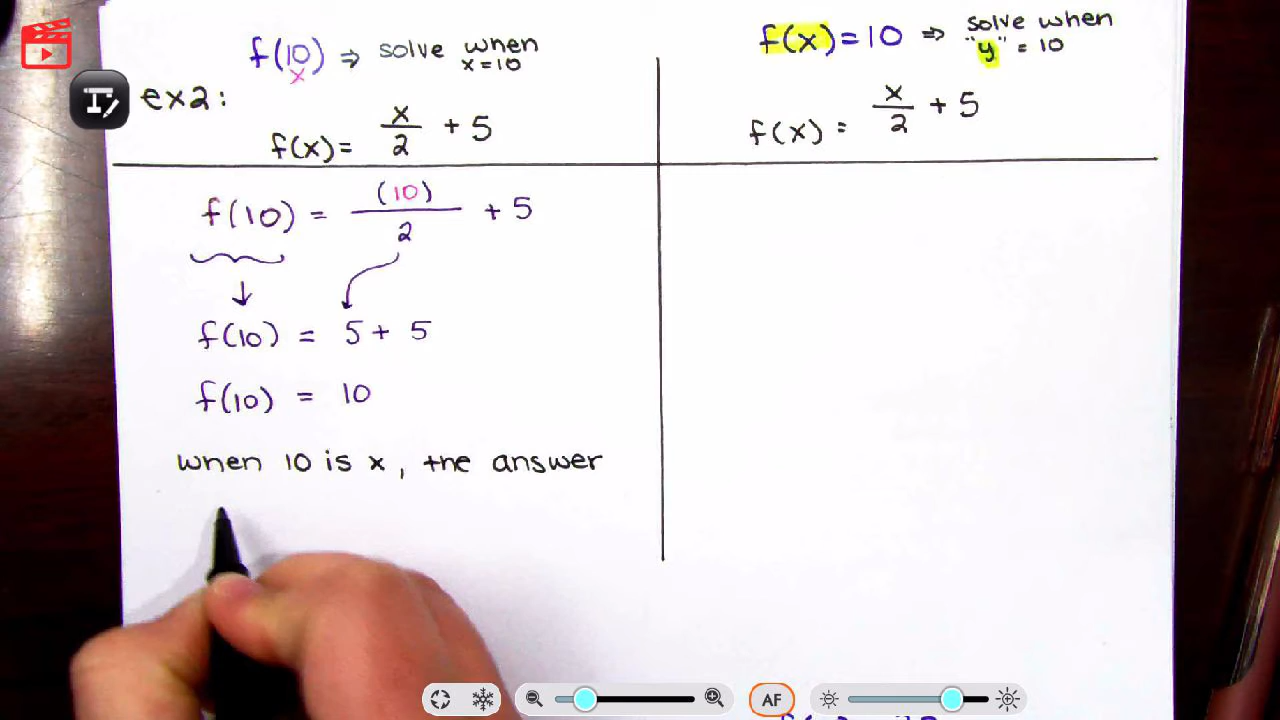 f(10) ⇒ solve when
x
x = 10
ex2:
f(x) = x/2 + 5
f(10) = (10)/2 + 5
f(10) = 5 + 5
f(10) = 10
when 10 is x, the answer
f(x) = 10 ⇒ solve when
"y" = 10
f(x) = x/2 + 5
AF